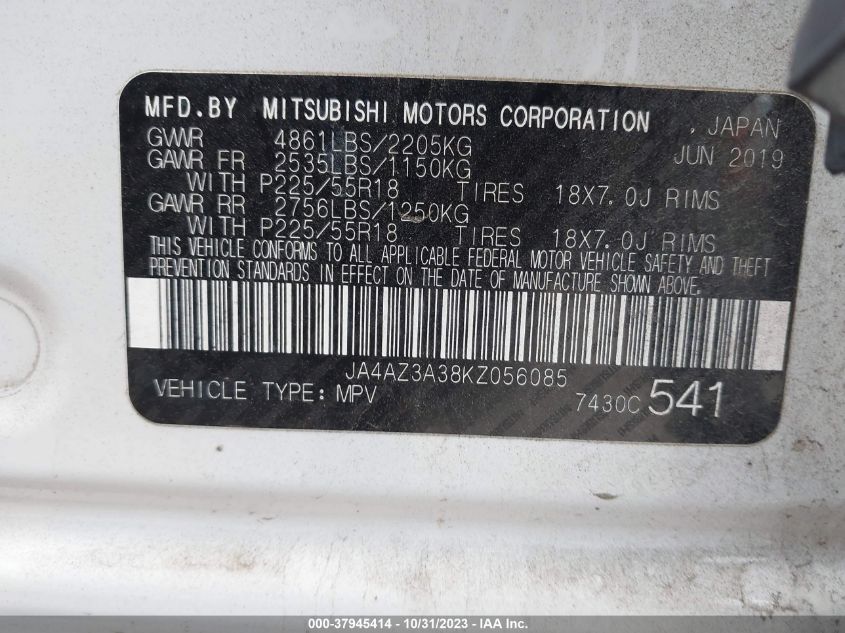 MFD.BY MITSUBISHI MOTORS CORPORATION , JAPAN
GVWR 4861LBS/2205KG JUN 2019
GAWR FR 2535LBS/1150KG
WITH P225/55R18 TIRES 18X7.0J RIMS
GAWR RR 2756LBS/1250KG
WITH P225/55R18 TIRES 18X7.0J RIMS
THIS VEHICLE CONFORMS TO ALL APPLICABLE FEDERAL MOTOR VEHICLE SAFETY AND THEFT
PREVENTION STANDARDS IN EFFECT ON THE DATE OF MANUFACTURE SHOWN ABOVE.
JA4AZ3A38KZ056085
VEHICLE TYPE: MPV 7430C 541
000-37945414 - 10/31/2023 - IAA Inc.